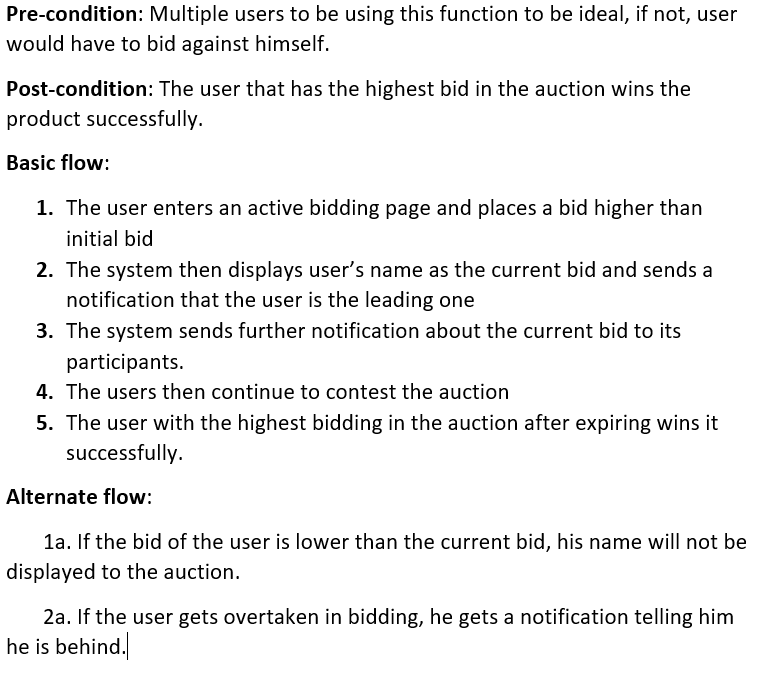 Pre-condition: Multiple users to be using this function to be ideal, if not, user
would have to bid against himself.
Post-condition: The user that has the highest bid in the auction wins the
product successfully.
Basic flow:
1. The user enters an active bidding page and places a bid higher than
initial bid
2. The system then displays user’s name as the current bid and sends a
notification that the user is the leading one
3. The system sends further notification about the current bid to its
participants.
4. The users then continue to contest the auction
5. The user with the highest bidding in the auction after expiring wins it
successfully.
Alternate flow:
1a. If the bid of the user is lower than the current bid, his name will not be
displayed to the auction.
2a. If the user gets overtaken in bidding, he gets a notification telling him
he is behind.